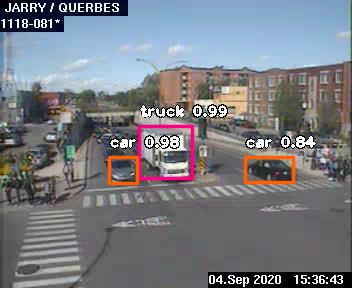 JARRY / QUERBES
1118-081*
truck 0.99
car 0.98
car 0.84
04.Sep 2020 15:36:43